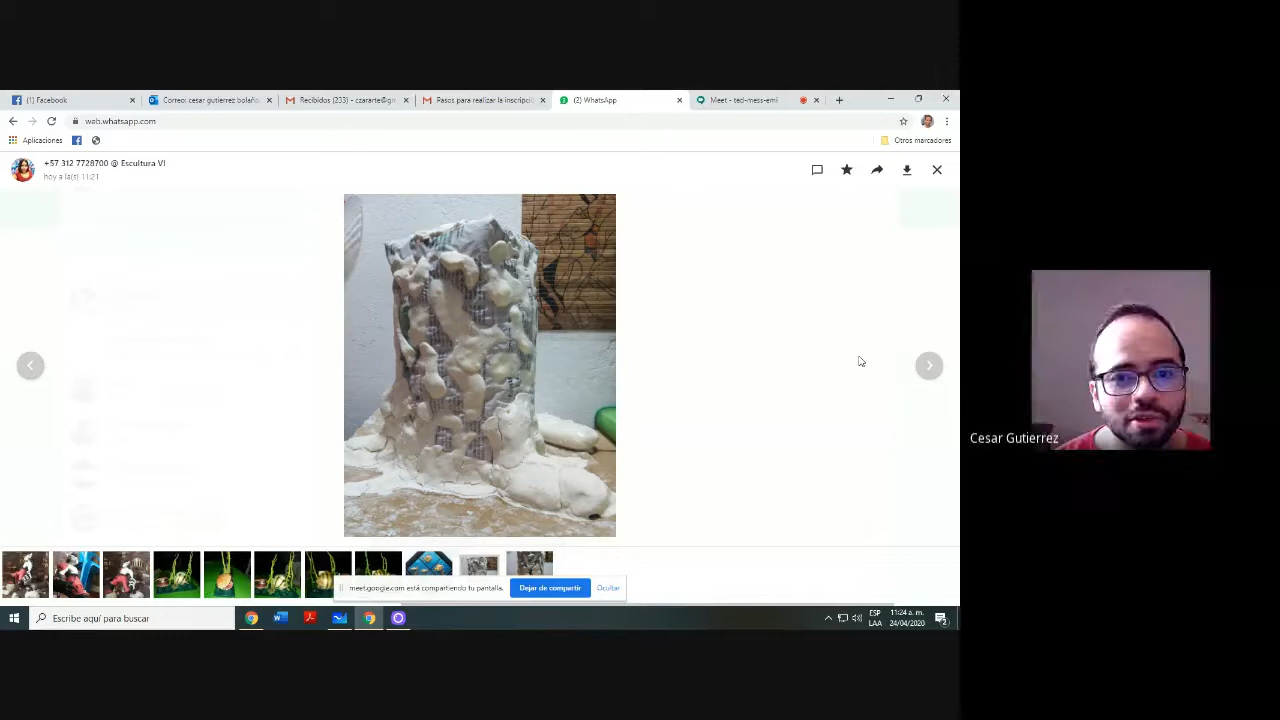 (1) Facebook
Correo: cesar gutierrez bolaño
Recibidos (233) - czararte@gm
Pasos para realizar la inscripció
(2) WhatsApp
Meet - ted-mess-emi
web.whatsapp.com
Aplicaciones
Otros marcadores
+57 312 7728700 @ Escultura VI
hoy a la(s) 11:21
Cesar Gutierrez
meet.google.com está compartiendo tu pantalla.
Dejar de compartir
Ocultar
Escribe aquí para buscar
ESP
LAA
11:24 a. m.
24/04/2020
2